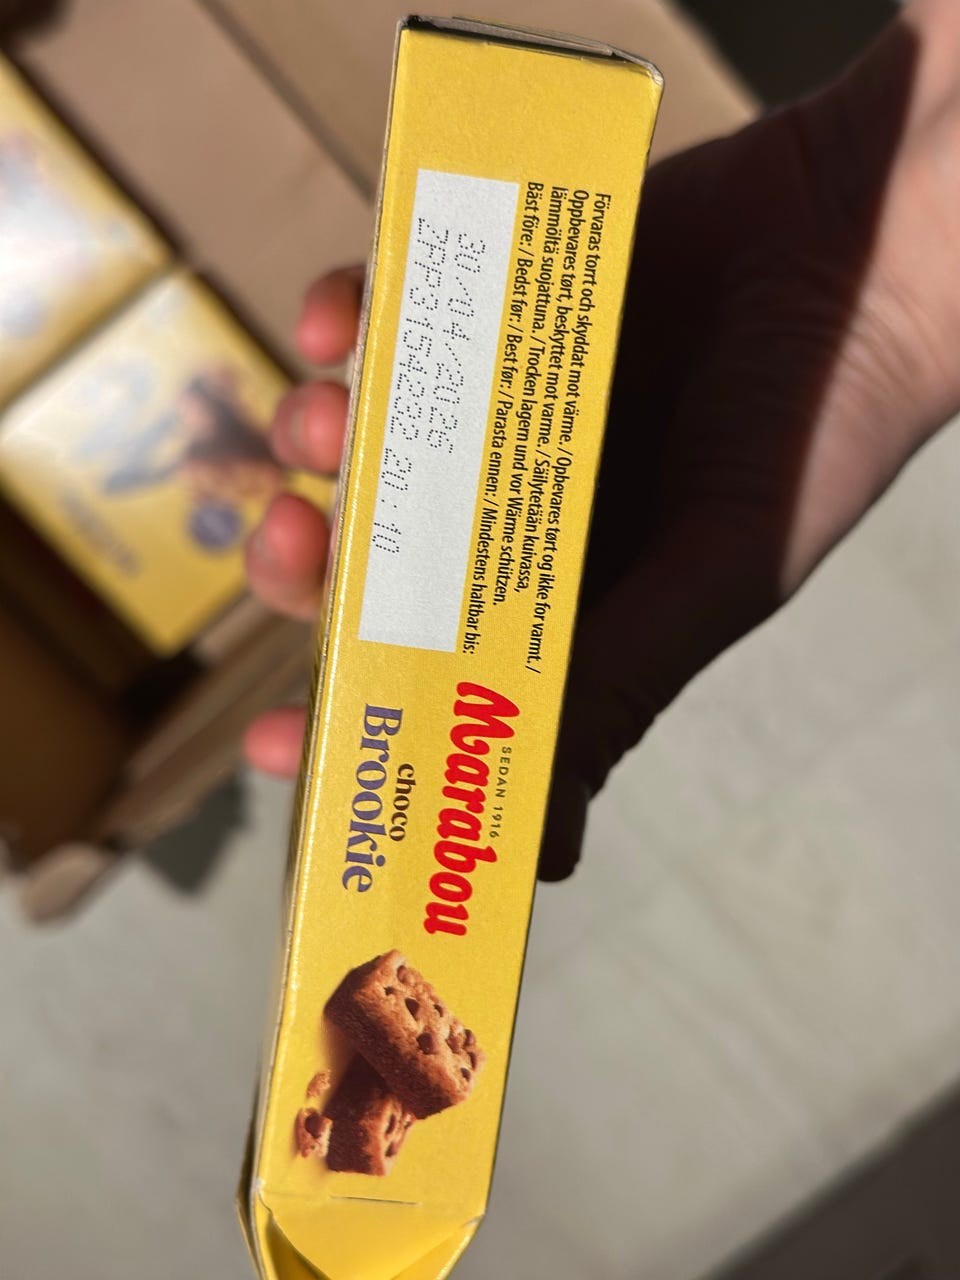 Förvaras torrt och skyddat mot värme. / Opbevares tørt og ikke for varmt. /
Oppbevares tørt, beskyttet mot varme. / Säilytetään kuivassa,
lämmöltä suojattuna. / Trocken lagern und vor Wärme schützen.
Bäst före: / Bedst før: / Best før: / Parasta ennen: / Mindestens haltbar bis:
30/04/2026
ZPP3154232 20:10
Marabou
SEDAN 1916
choco
Brookie